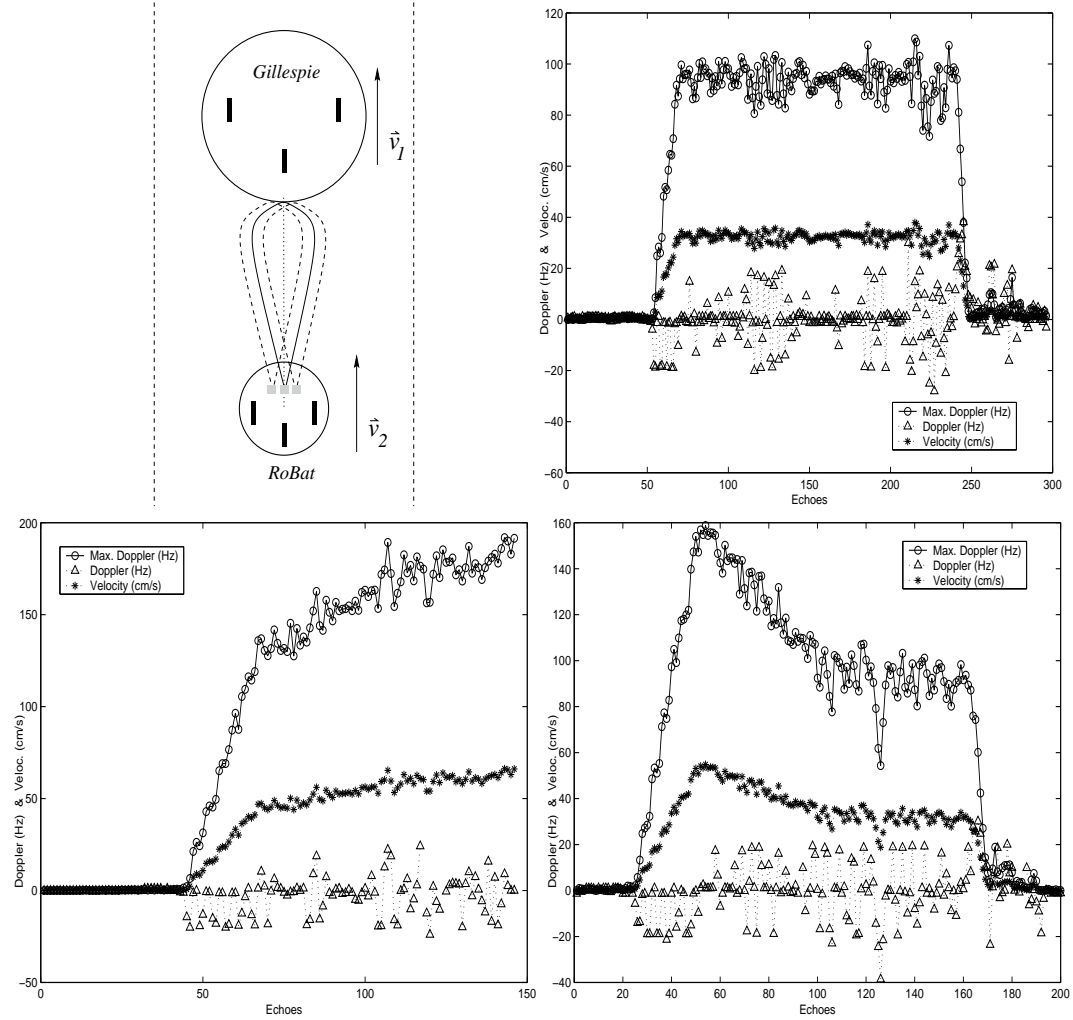 Gillespie
v⃗1
v⃗2
RoBat
120
100
80
60
40
20
0
−20
−40
−60
Doppler (Hz) & Veloc. (cm/s)
Max. Doppler (Hz)
Doppler (Hz)
Velocity (cm/s)
0 50 100 150 200 250 300
Echoes
200
150
100
50
0
−50
Doppler (Hz) & Veloc. (cm/s)
Max. Doppler (Hz)
Doppler (Hz)
Velocity (cm/s)
0 50 100 150
Echoes
160
140
120
100
80
60
40
20
0
−20
−40
Doppler (Hz) & Veloc. (cm/s)
Max. Doppler (Hz)
Doppler (Hz)
Velocity (cm/s)
0 20 40 60 80 100 120 140 160 180 200
Echoes